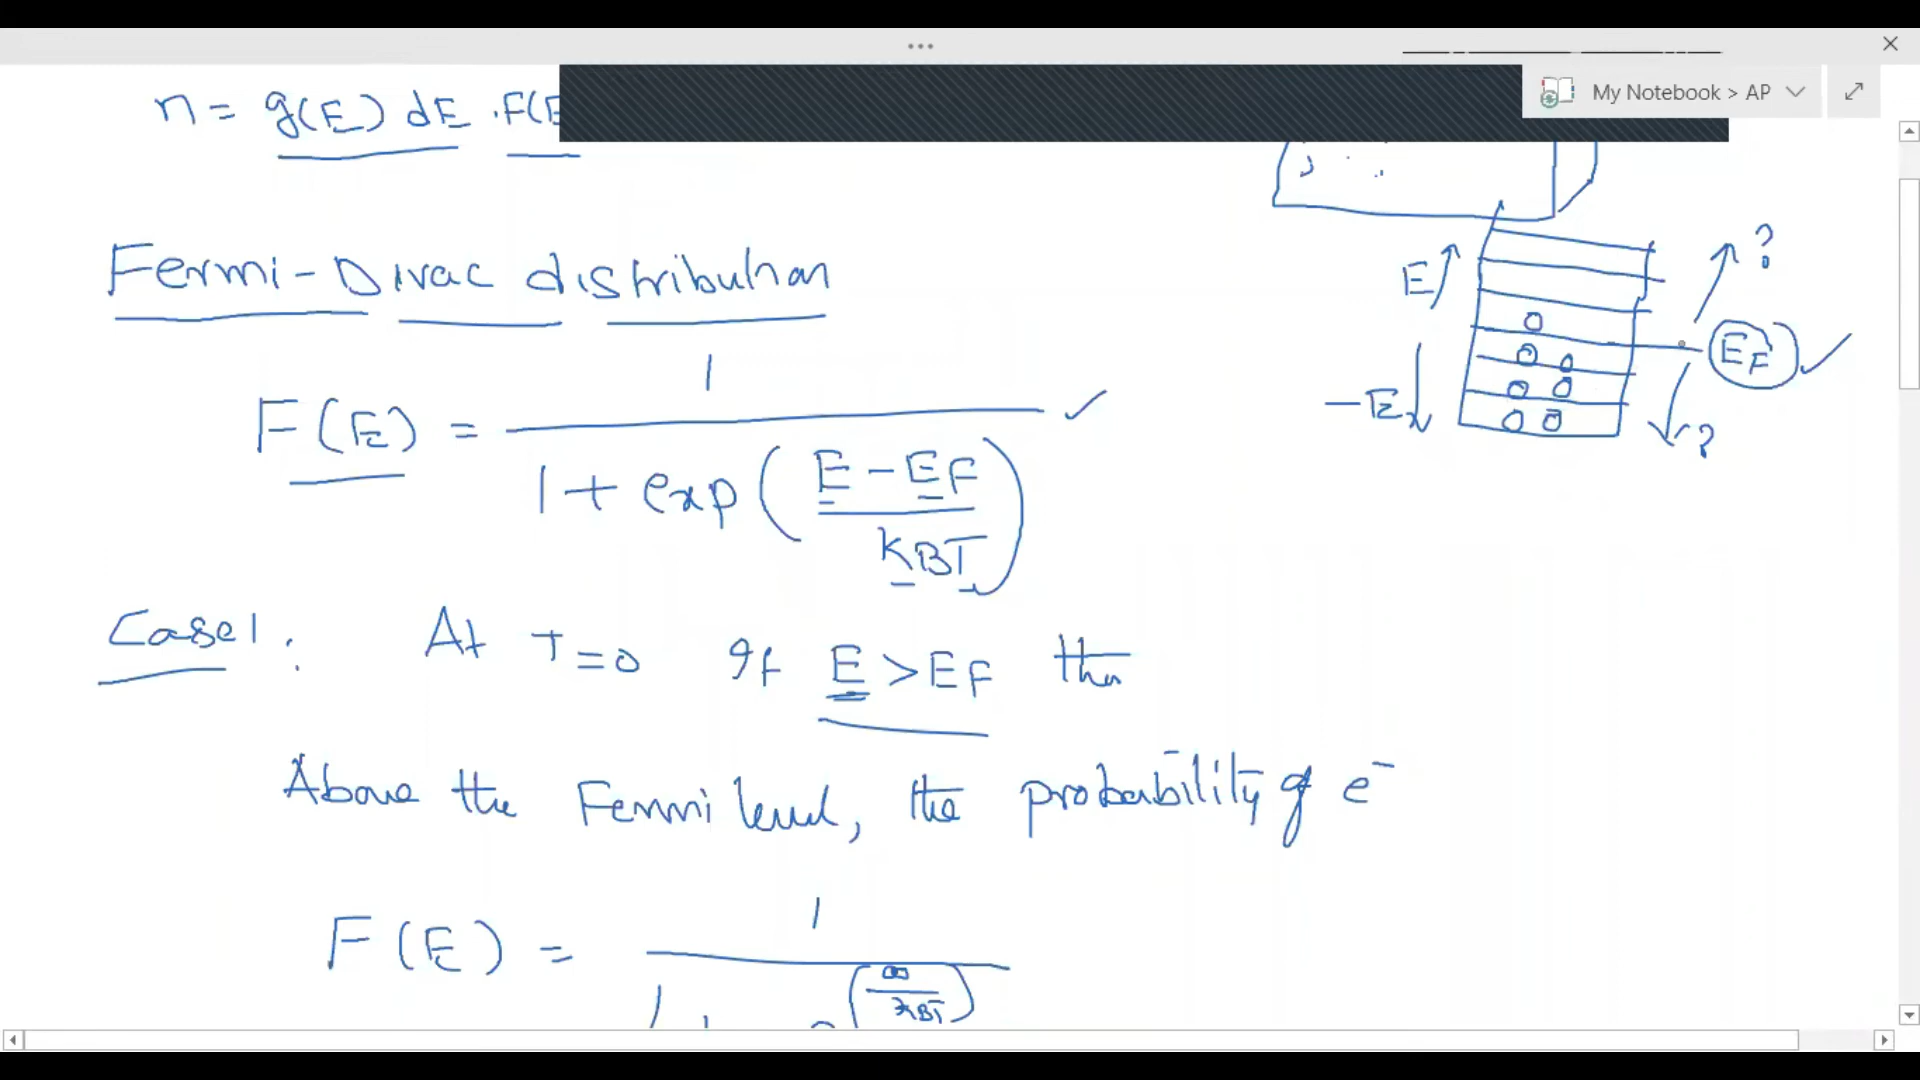 My Notebook > AP
n = g(E) dE . F(E
Fermi-Dirac distribution
E
?
EF
-E
?
F(E) = 1 / 1 + exp ( E - EF / kBT )
Case 1 : At T = 0 If E > EF then
Above the Fermi level, the probability of e-
F(E) = 1
∞
kBT